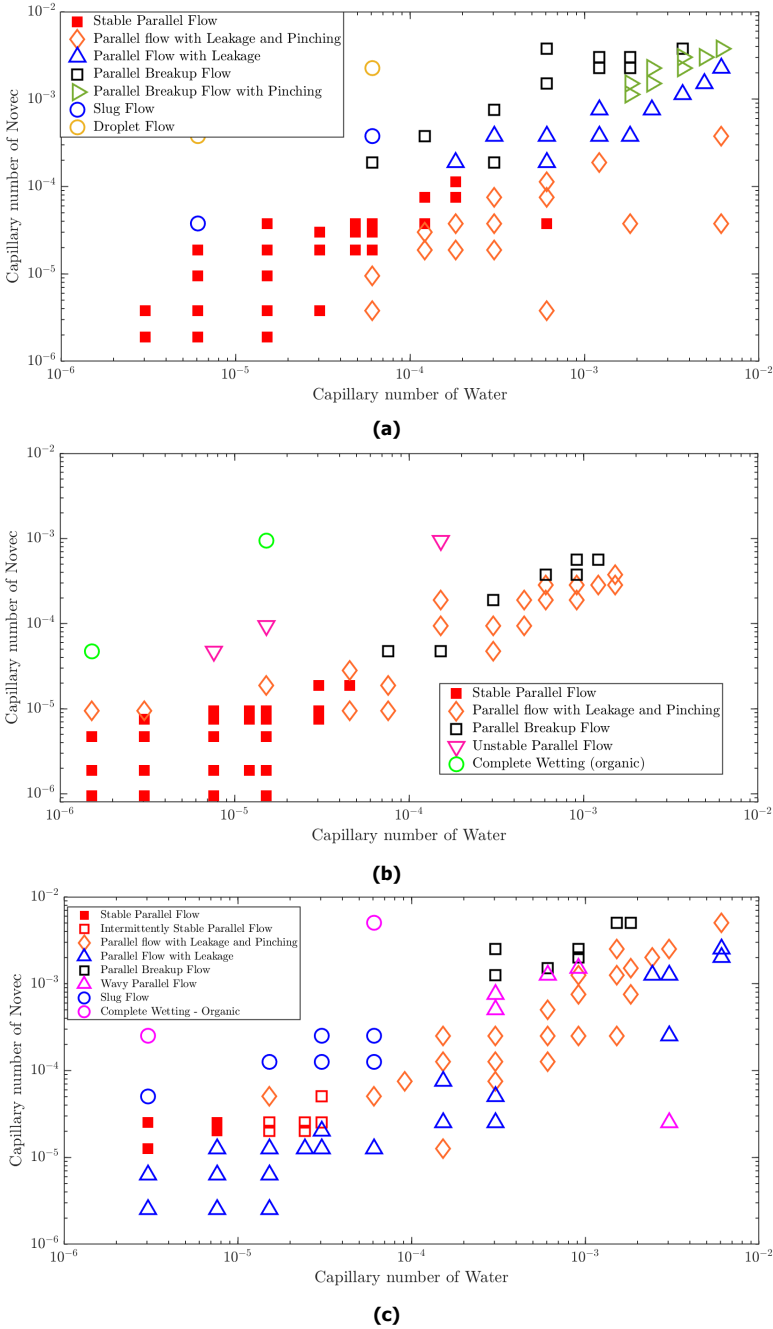 10⁻²
Stable Parallel Flow
Parallel flow with Leakage and Pinching
Parallel Flow with Leakage
Parallel Breakup Flow
Parallel Breakup Flow with Pinching
Slug Flow
Droplet Flow
10⁻³
10⁻⁴
10⁻⁵
10⁻⁶
Capillary number of Novec
10⁻⁶ 10⁻⁵ 10⁻⁴ 10⁻³ 10⁻²
Capillary number of Water
(a)
10⁻²
10⁻³
10⁻⁴
10⁻⁵
10⁻⁶
Capillary number of Novec
Stable Parallel Flow
Parallel flow with Leakage and Pinching
Parallel Breakup Flow
Unstable Parallel Flow
Complete Wetting (organic)
10⁻⁶ 10⁻⁵ 10⁻⁴ 10⁻³ 10⁻²
Capillary number of Water
(b)
10⁻²
Stable Parallel Flow
Intermittently Stable Parallel Flow
Parallel flow with Leakage and Pinching
Parallel Flow with Leakage
Parallel Breakup Flow
Wavy Parallel Flow
Slug Flow
Complete Wetting - Organic
10⁻³
10⁻⁴
10⁻⁵
10⁻⁶
Capillary number of Novec
10⁻⁶ 10⁻⁵ 10⁻⁴ 10⁻³ 10⁻²
Capillary number of Water
(c)